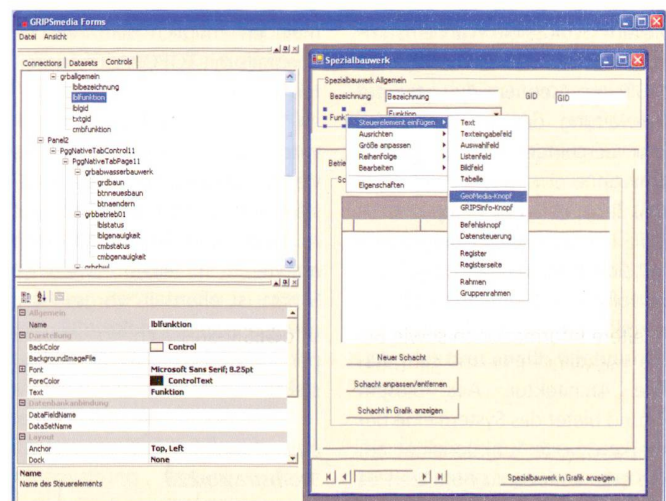 GRIPSmedia Forms
Datei Ansicht
Connections Datasets Controls
grballgemein
lblbezeichnung
lblfunktion
lblgid
txtgid
cmbfunktion
Panel2
PggNativeTabControl11
PggNativeTabPage11
grbabwasserbauwerk
grdbaun
btnneuesbaun
btnaendern
grbbetrieb01
lblstatus
lblgenauigkeit
cmbstatus
cmbgenauigkeit
Allgemein
Name lblfunktion
Darstellung
BackColor Control
BackgroundImageFile
Font Microsoft Sans Serif; 8.25pt
ForeColor ControlText
Text Funktion
Datenbankanbindung
DataFieldName
DataSetName
Layout
Anchor Top, Left
Dock None
Name
Name des Steuerelements
Spezialbauwerk
Spezialbauwerk Allgemein
Bezeichnung Bezeichnung GID GID
Funkti Funktion
Steuerelement einfügen
Ausrichten
Größe anpassen
Reihenfolge
Bearbeiten
Eigenschaften
Text
Texteingabefeld
Auswahlfeld
Listenfeld
Bildfeld
Tabelle
GeoMedia-Knopf
GRIPSinfo-Knopf
Befehlsknopf
Datensteuerung
Register
Registerseite
Rahmen
Gruppenrahmen
Betrie
Sc
Neuer Schacht
Schacht anpassen/entfernen
Schacht in Grafik anzeigen
Spezialbauwerk in Grafik anzeigen